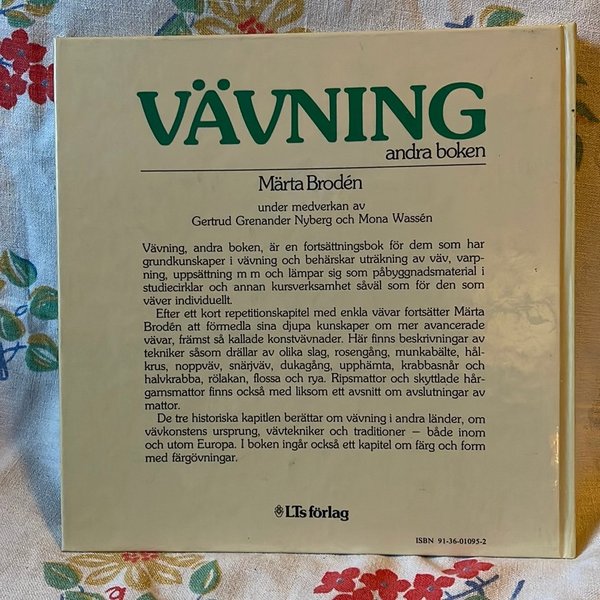 VÄVNING
andra boken
Märta Brodén
under medverkan av
Gertrud Grenander Nyberg och Mona Wassén
Vävning, andra boken, är en fortsättningsbok för dem som har
grundkunskaper i vävning och behärskar uträkning av väv, varp-
ning, uppsättning m m och lämpar sig som påbyggnadsmaterial i
studiecirklar och annan kursverksamhet såväl som för den som
väver individuellt.
Efter ett kort repetitionskapitel med enkla vävar fortsätter Märta
Brodén att förmedla sina djupa kunskaper om mer avancerade
vävar, främst så kallade konstvävnader. Här finns beskrivningar av
tekniker såsom drällar av olika slag, rosengång, munkabälte, hål-
krus, noppväv, snärjväv, dukagång, upphämta, krabbasnår och
halvkrabba, rölakan, flossa och rya. Ripsmattor och skyttlade hår-
garnsmattor finns också med liksom ett avsnitt om avslutningar av
mattor.
De tre historiska kapitlen berättar om vävning i andra länder, om
vävkonstens ursprung, vävtekniker och traditioner – både inom
och utom Europa. I boken ingår också ett kapitel om färg och form
med färgövningar.
LTs förlag
ISBN 91-36-01095-2